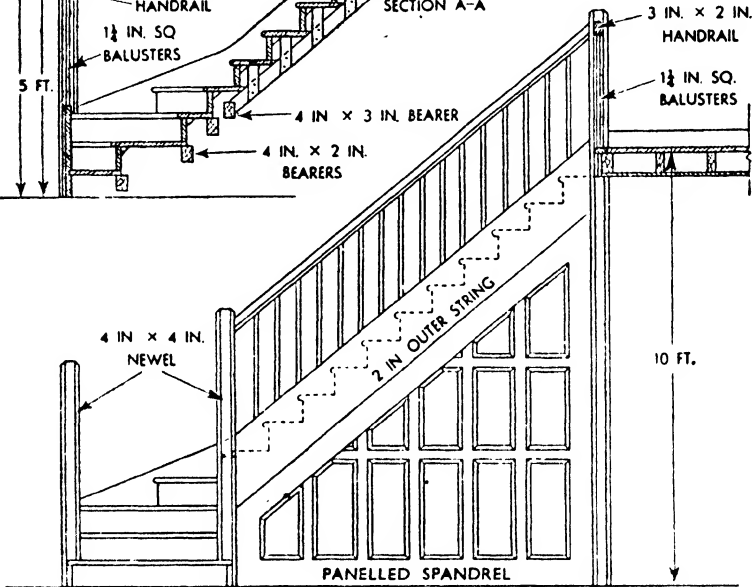 HANDRAIL
SECTION A-A
1¼ IN. SQ
BALUSTERS
5 FT.
4 IN × 3 IN. BEARER
4 IN. × 2 IN.
BEARERS
3 IN. × 2 IN.
HANDRAIL
1¼ IN. SQ.
BALUSTERS
4 IN × 4 IN.
NEWEL
2 IN OUTER STRING
10 FT.
PANELLED SPANDREL